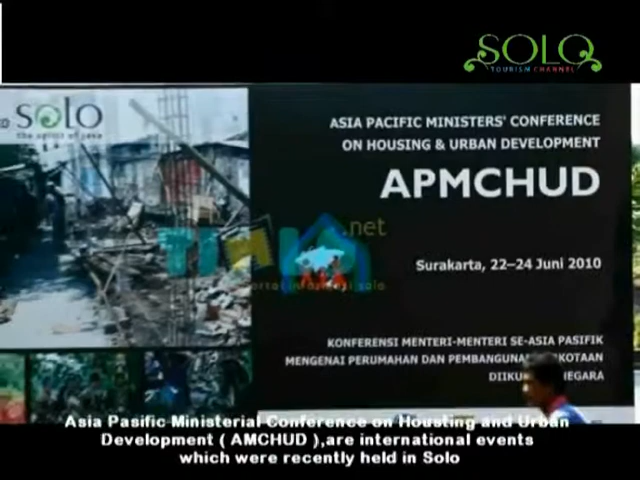 SOLO
TOURISM CHANNEL
solo
the spirit of java
ASIA PACIFIC MINISTERS' CONFERENCE
ON HOUSING & URBAN DEVELOPMENT
APMCHUD
.net
Surakarta, 22–24 Juni 2010
KONFERENSI MENTERI-MENTERI SE-ASIA PASIFIK
MENGENAI PERUMAHAN DAN PEMBANGUNAN
Asia Pasific Ministerial Conference on Housting and Urban
Development ( AMCHUD ),are international events
which were recently held in Solo